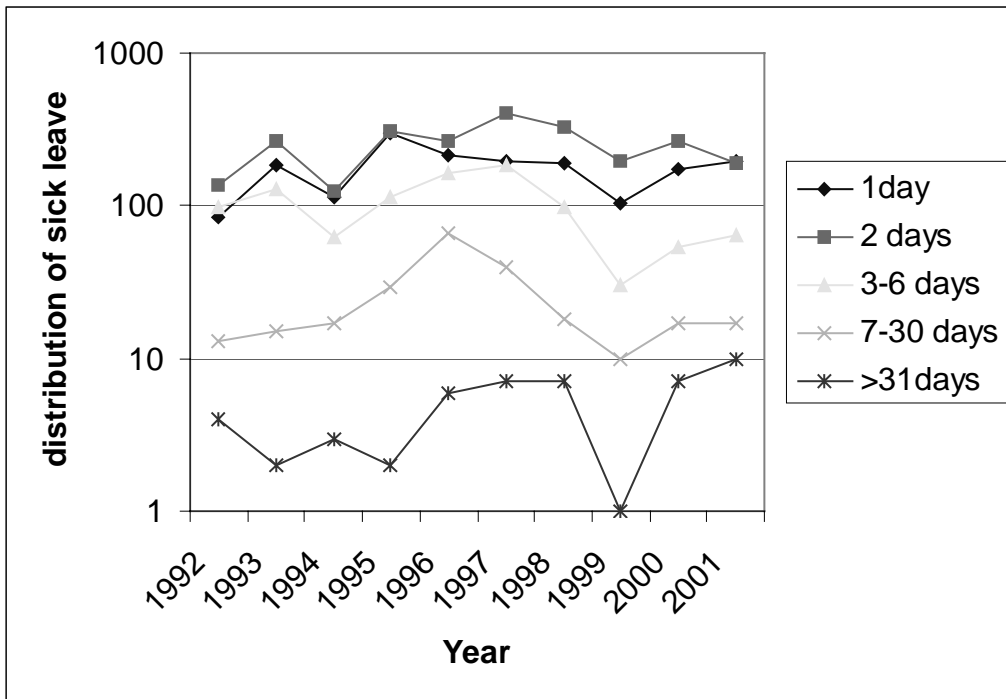 distribution of sick leave
1000
100
10
1
1992
1993
1994
1995
1996
1997
1998
1999
2000
2001
Year
1day
2 days
3-6 days
7-30 days
>31days